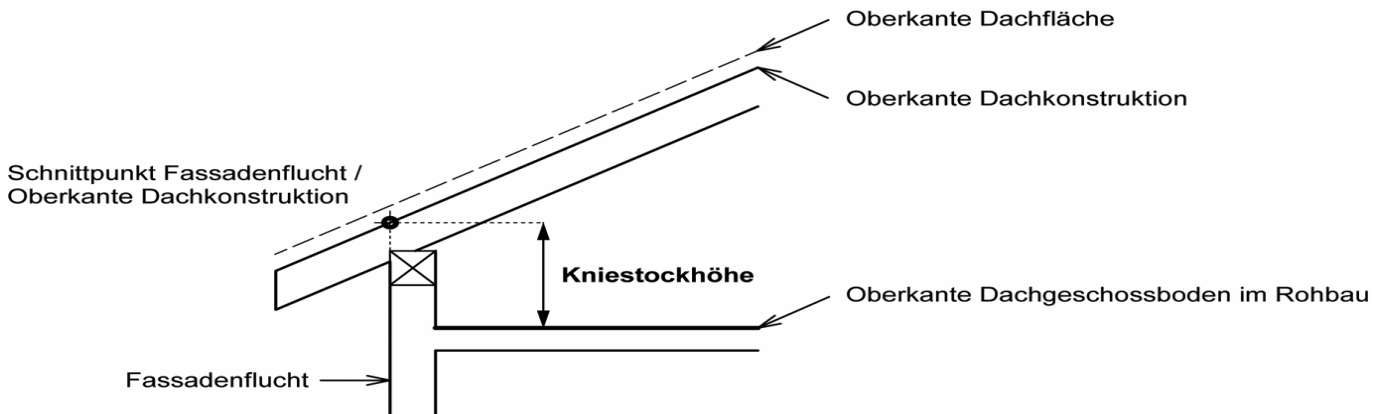 Oberkante Dachfläche
Oberkante Dachkonstruktion
Schnittpunkt Fassadenflucht /
Oberkante Dachkonstruktion
Kniestockhöhe
Oberkante Dachgeschossboden im Rohbau
Fassadenflucht